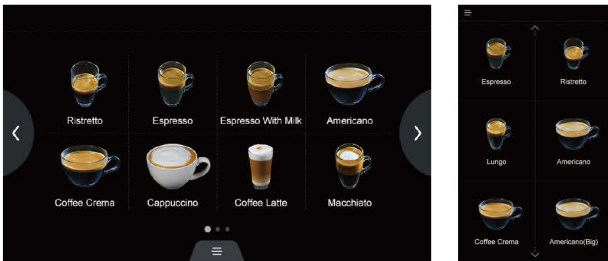 Ristretto Espresso Espresso With Milk Americano
Coffee Crema Cappuccino Coffee Latte Macchiato
Espresso Ristretto
Lungo Americano
Coffee Crema Americano(Big)